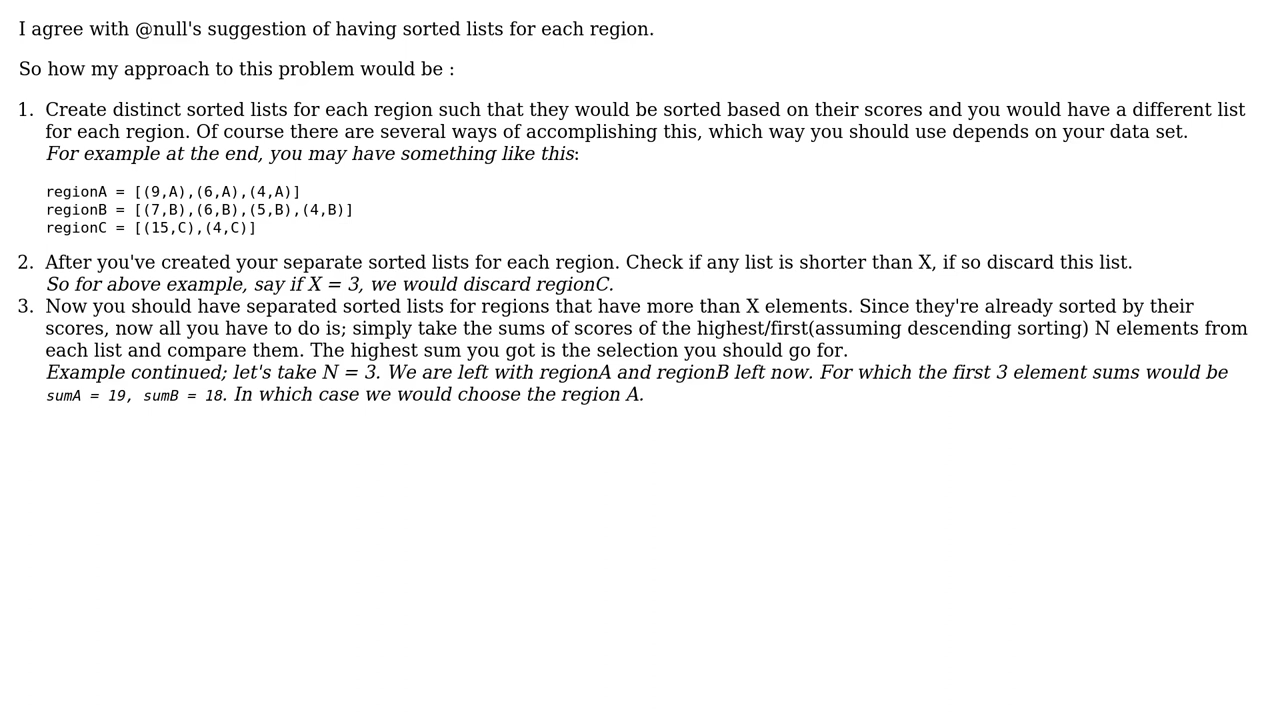 I agree with @null's suggestion of having sorted lists for each region.
So how my approach to this problem would be :
1. Create distinct sorted lists for each region such that they would be sorted based on their scores and you would have a different list
for each region. Of course there are several ways of accomplishing this, which way you should use depends on your data set.
For example at the end, you may have something like this:
regionA = [(9,A),(6,A),(4,A)]
regionB = [(7,B),(6,B),(5,B),(4,B)]
regionC = [(15,C),(4,C)]
2. After you've created your separate sorted lists for each region. Check if any list is shorter than X, if so discard this list.
So for above example, say if X = 3, we would discard regionC.
3. Now you should have separated sorted lists for regions that have more than X elements. Since they're already sorted by their
scores, now all you have to do is; simply take the sums of scores of the highest/first(assuming descending sorting) N elements from
each list and compare them. The highest sum you got is the selection you should go for.
Example continued; let's take N = 3. We are left with regionA and regionB left now. For which the first 3 element sums would be
sumA = 19, sumB = 18. In which case we would choose the region A.